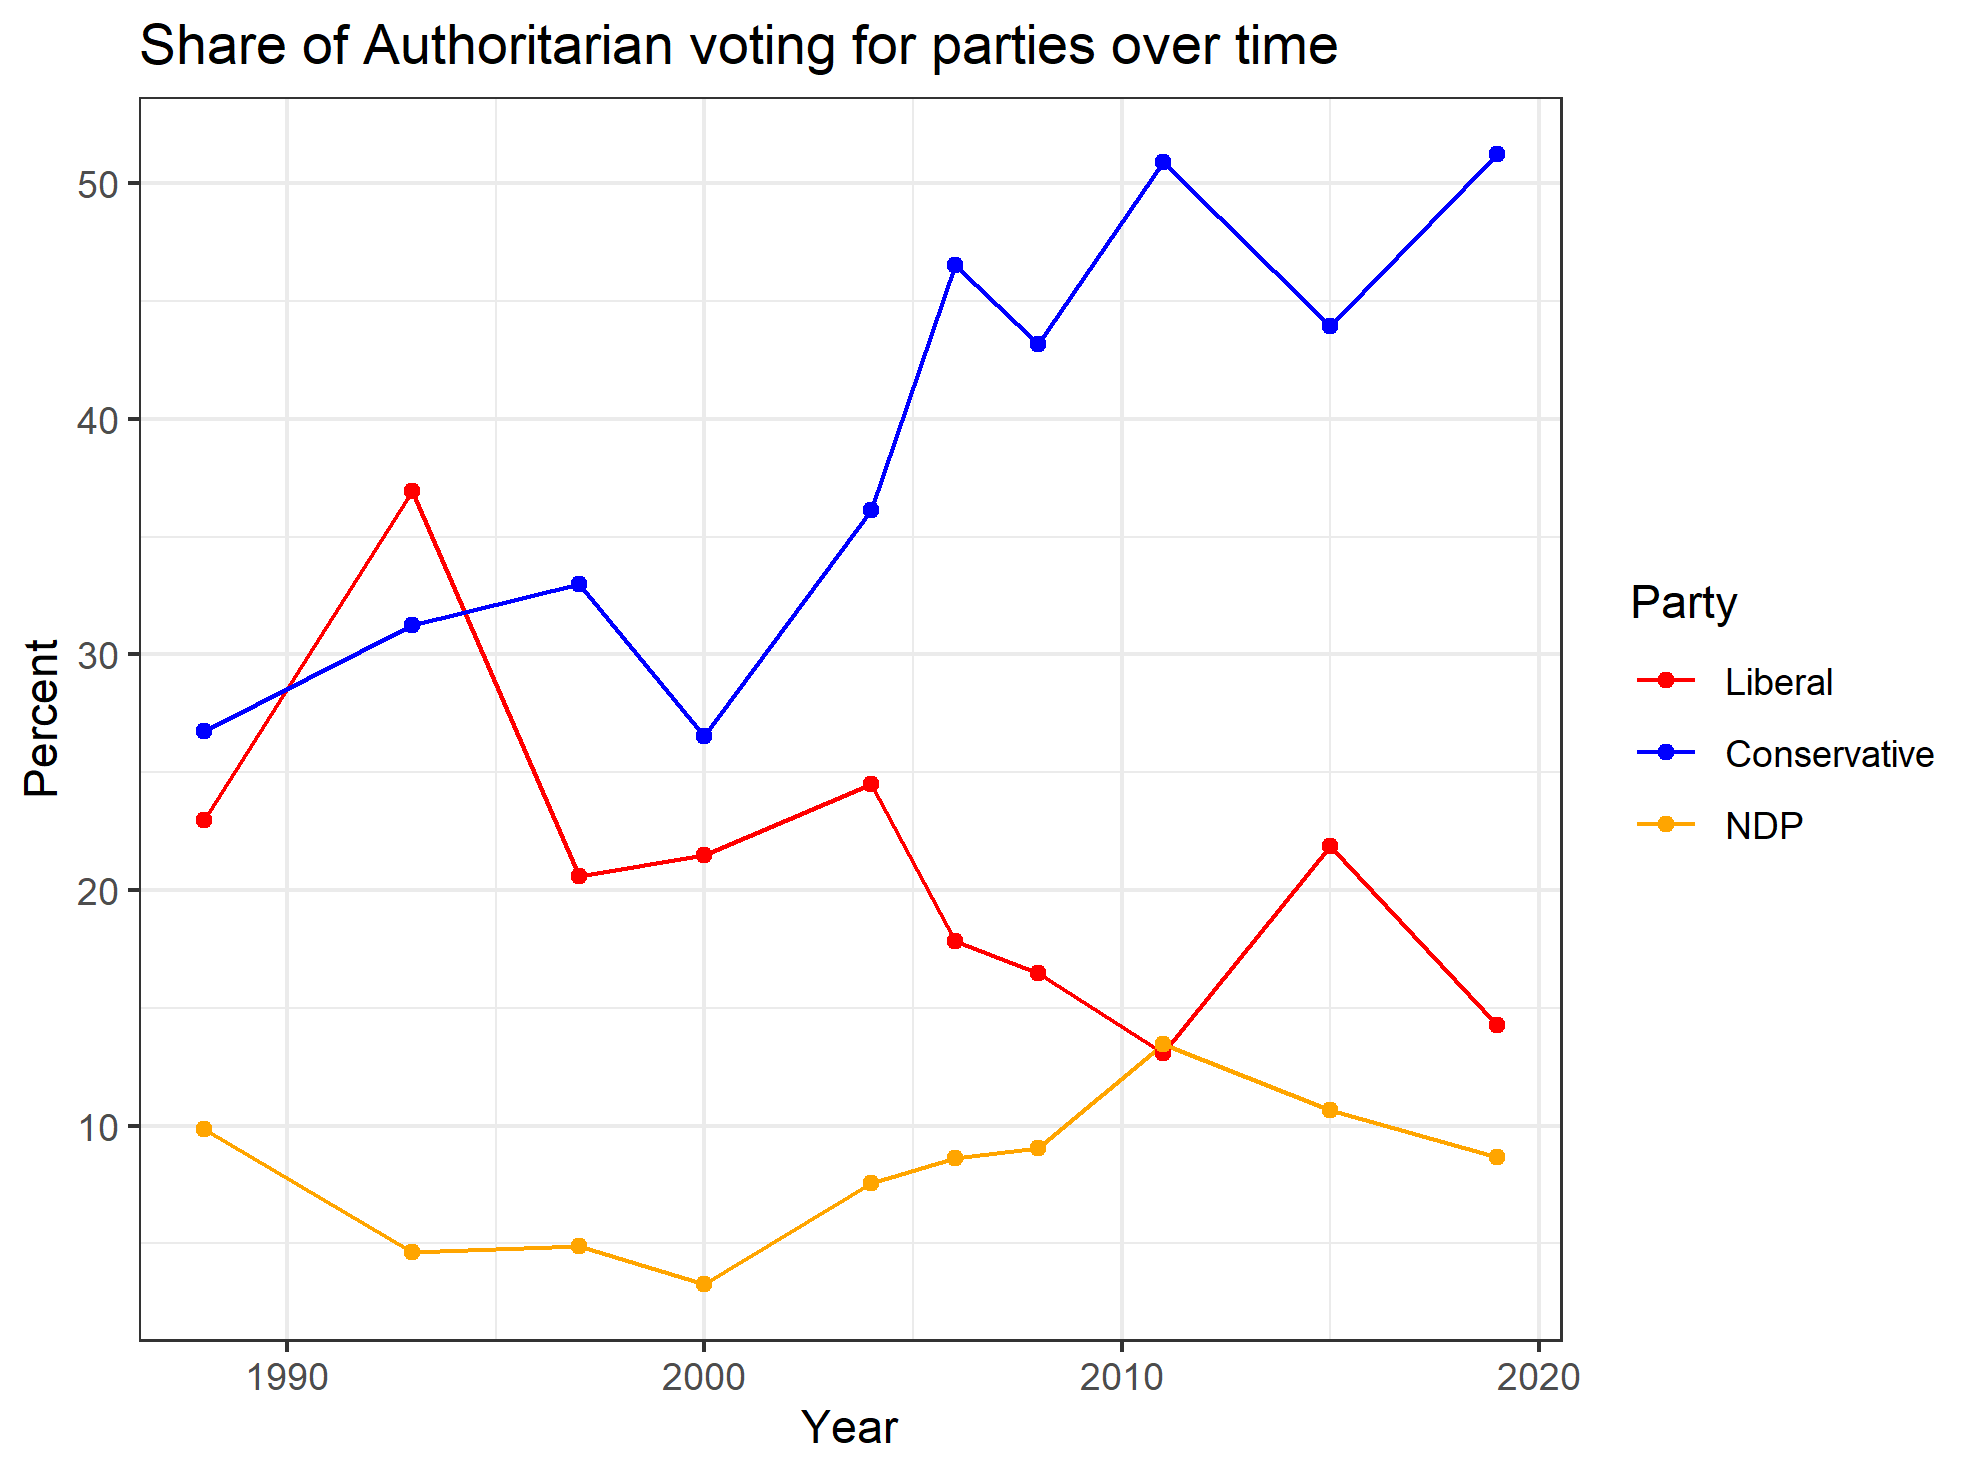 Share of Authoritarian voting for parties over time
50
40
30
20
10
Percent
1990
2000
2010
2020
Year
Party
Liberal
Conservative
NDP